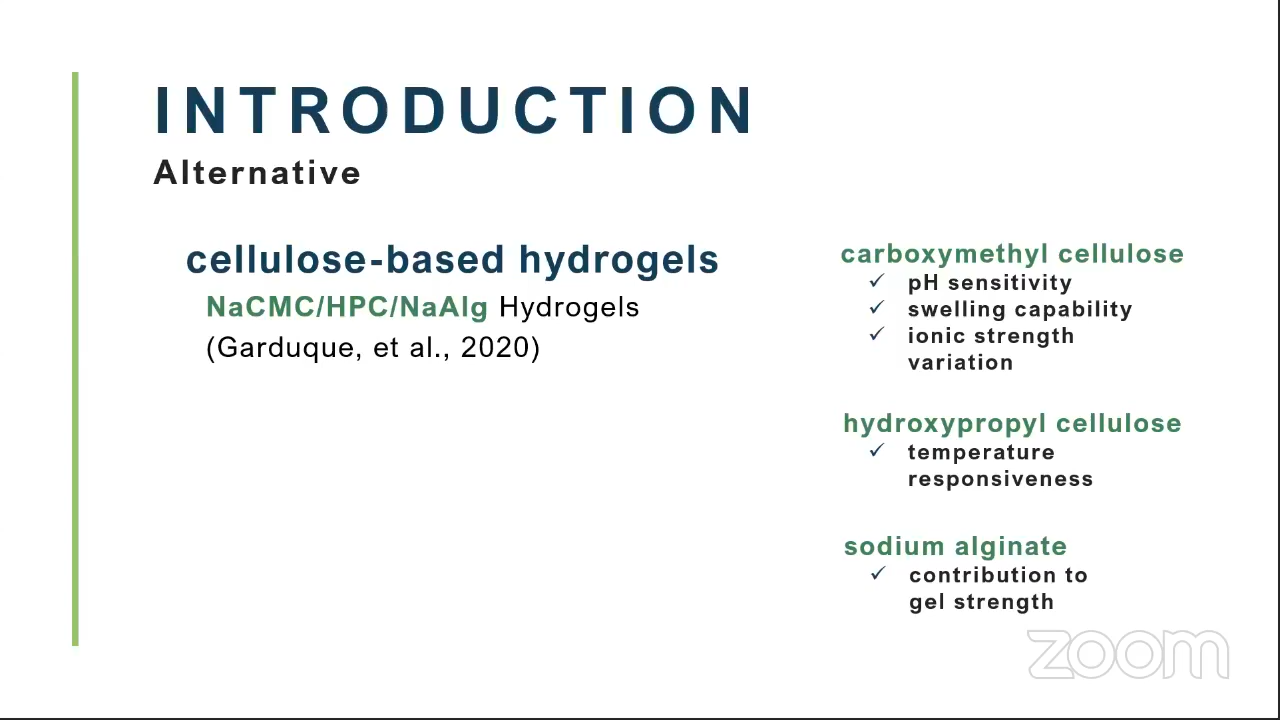 INTRODUCTION
Alternative
cellulose-based hydrogels
NaCMC/HPC/NaAlg Hydrogels
(Garduque, et al., 2020)
carboxymethyl cellulose
✓ pH sensitivity
✓ swelling capability
✓ ionic strength
variation
hydroxypropyl cellulose
✓ temperature
responsiveness
sodium alginate
✓ contribution to
gel strength
zoom